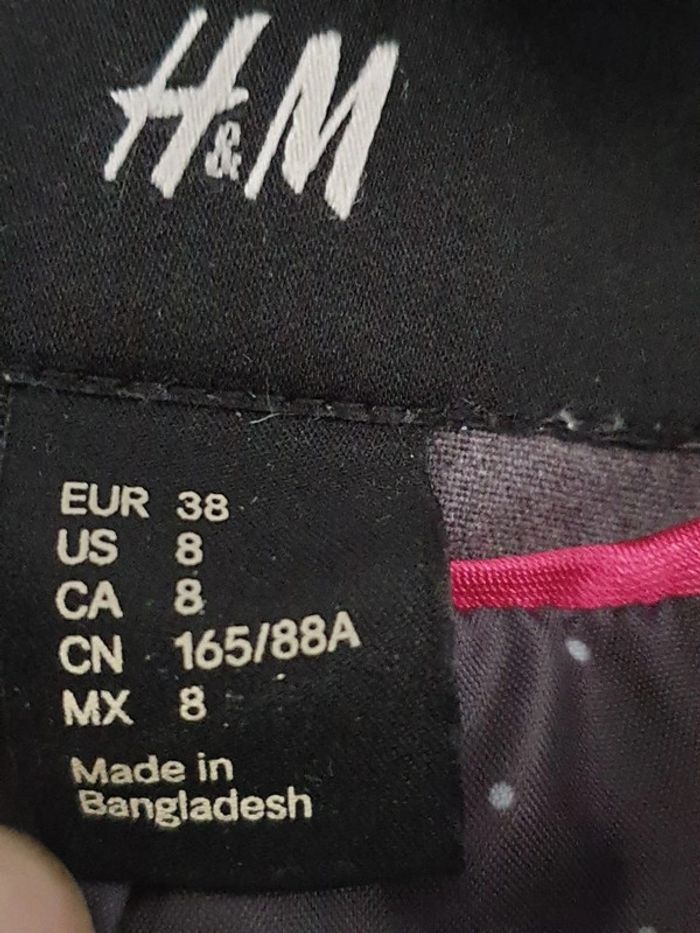 H&M
EUR 38
US 8
CA 8
CN 165/88A
MX 8
Made in
Bangladesh